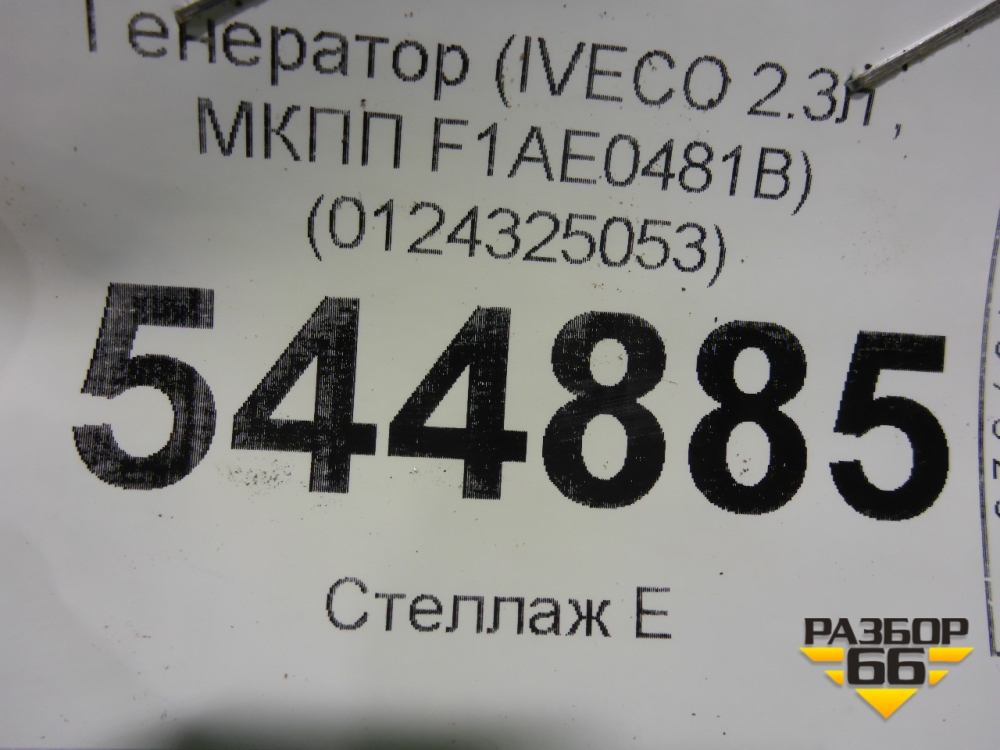 Генератор (IVECO 2.3л ,
МКПП F1AE0481B)
(0124325053)
544885
Стеллаж Е
РАЗБОР
66